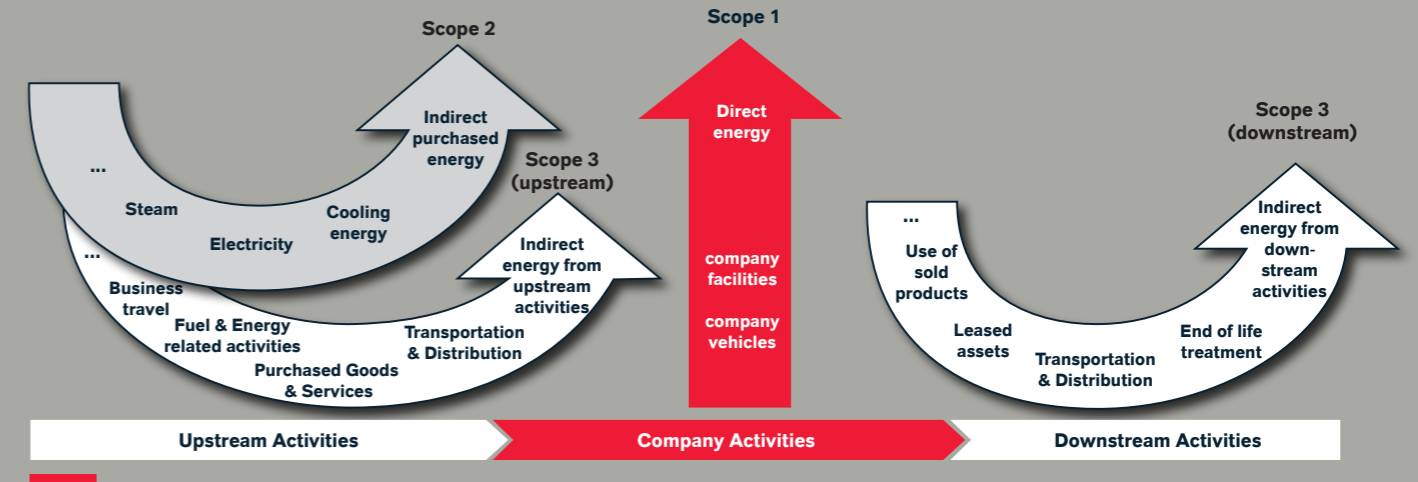 Scope 2
Indirect
purchased
energy
...
Steam
Electricity
Cooling
energy
Scope 3
(upstream)
Indirect
energy from
upstream
activities
...
Business
travel
Fuel & Energy
related activities
Purchased Goods
& Services
Transportation
& Distribution
Scope 1
Direct
energy
company
facilities
company
vehicles
Scope 3
(downstream)
Indirect
energy from
down-
stream
activities
...
Use of
sold
products
Leased
assets
Transportation
& Distribution
End of life
treatment
Upstream Activities
Company Activities
Downstream Activities